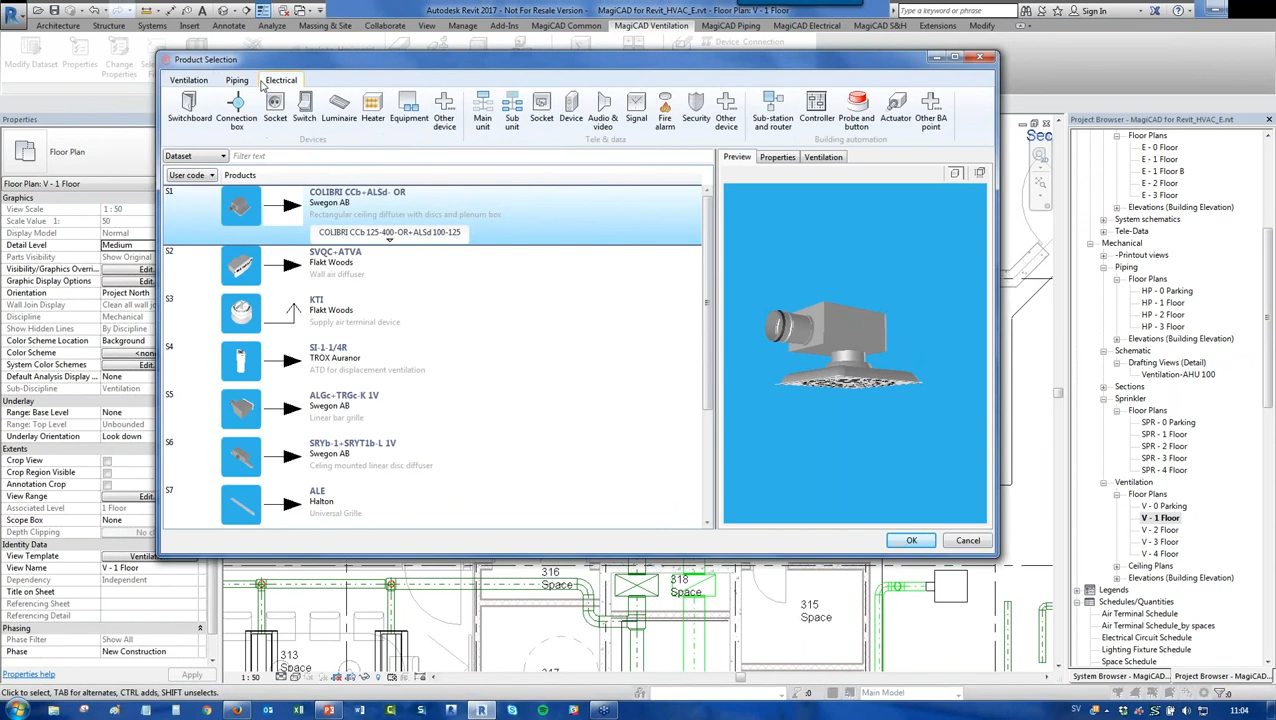 Autodesk Revit 2017 - Not For Resale Version - MagiCAD for Revit_HVAC_E.rvt - Floor Plan: V - 1 Floor
Type a keyword or phrase
Sign In
Architecture Structure Systems Insert Annotate Analyze Massing & Site Collaborate View Manage Add-Ins MagiCAD Common MagiCAD Ventilation MagiCAD Piping MagiCAD Electrical MagiCAD S&H Extensions Modify
Modify Dataset
Properties
Change Properties
Device, Connection
Product Selection
Ventilation Piping Electrical
Switchboard
Connection box
Socket
Switch
Luminaire
Heater
Equipment
Other device
Main unit
Sub unit
Socket
Device
Audio & video
Signal
Fire alarm
Security
Other device
Sub-station and router
Controller
Probe and button
Actuator
Other BA point
Devices
Tele & data
Building automation
Dataset
Filter text
User code
Products
S1
COLIBRI CCb+ALSd- OR
Swegon AB
Rectangular ceiling diffuser with discs and plenum box
COLIBRI CCb 125-400-OR+ALSd 100-125
S2
SVQC+ATVA
Flakt Woods
Wall air diffuser
S3
KTI
Flakt Woods
Supply air terminal device
S4
SI-1-1/4R
TROX Auranor
ATD for displacement ventilation
S5
ALGc+TRGc-K 1V
Swegon AB
Linear bar grille
S6
SRYb-1+SRYT1b-L 1V
Swegon AB
Celing mounted linear disc diffuser
S7
ALE
Halton
Universal Grille
Preview Properties Ventilation
OK
Cancel
Properties
Floor Plan
Floor Plan: V - 1 Floor
Graphics
View Scale 1 : 50
Scale Value 1: 50
Display Model Normal
Detail Level Medium
Parts Visibility Show Original
Visibility/Graphics Overri... Edit.
Graphic Display Options Edit.
Orientation Project North
Wall Join Display Clean all wall jo
Discipline Mechanical
Show Hidden Lines By Discipline
Color Scheme Location Background
Color Scheme <none
System Color Schemes Edit.
Default Analysis Display ... None
Sub-Discipline Ventilation
Underlay
Range: Base Level None
Range: Top Level Unbounded
Underlay Orientation Look down
Extents
Crop View
Crop Region Visible
Annotation Crop
View Range Edit.
Associated Level 1 Floor
Scope Box None
Depth Clipping No cl
Identity Data
View Template Ventilat
View Name V - 1 Floor
Dependency Independent
Title on Sheet
Referencing Sheet
Referencing Detail
Phasing
Phase Filter Show All
Phase New Construction
Properties help
Apply
316
Space
318
Space
315
Space
313
Space
317
Sec
1 : 50
Project Browser - MagiCAD for Revit_HVAC_E.rvt
Floor Plans
E - 0 Floor
E - 1 Floor
E - 1 Floor B
E - 2 Floor
E - 3 Floor
Elevations (Building Elevation)
System schematics
Mechanical
-Printout views
Piping
Floor Plans
HP - 0 Parking
HP - 1 Floor
HP - 2 Floor
HP - 3 Floor
Elevations (Building Elevation)
Schematic
Drafting Views (Detail)
Ventilation-AHU 100
Sections
Sprinkler
Floor Plans
SPR - 0 Parking
SPR - 1 Floor
SPR - 2 Floor
SPR - 3 Floor
SPR - 4 Floor
Ventilation
Floor Plans
V - 0 Parking
V - 1 Floor
V - 2 Floor
V - 3 Floor
V - 4 Floor
Ceiling Plans
Elevations (Building Elevation)
Legends
Schedules/Quantities
Air Terminal Schedule
Air Terminal Schedule_by spaces
Electrical Circuit Schedule
Lighting Fixture Schedule
Space Schedule
System Browser - MagiCAD... Project Browser - MagiCAD...
Click to select, TAB for alternates, CTRL adds, SHIFT unselects.
:0
Main Model
:0
SV
11:04